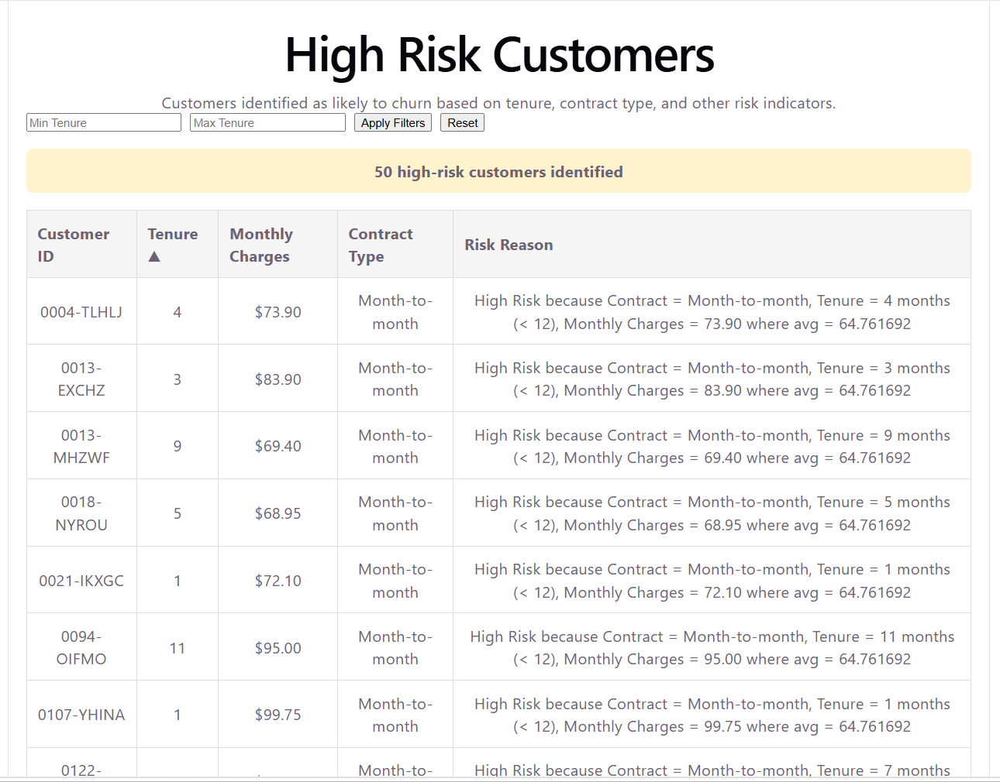 High Risk Customers
Customers identified as likely to churn based on tenure, contract type, and other risk indicators.
Min Tenure Max Tenure Apply Filters Reset
50 high-risk customers identified
Customer ID Tenure ▲ Monthly Charges Contract Type Risk Reason
0004-TLHLJ 4 $73.90 Month-to-month High Risk because Contract = Month-to-month, Tenure = 4 months
(< 12), Monthly Charges = 73.90 where avg = 64.761692
0013-EXCHZ 3 $83.90 Month-to-month High Risk because Contract = Month-to-month, Tenure = 3 months
(< 12), Monthly Charges = 83.90 where avg = 64.761692
0013-MHZWF 9 $69.40 Month-to-month High Risk because Contract = Month-to-month, Tenure = 9 months
(< 12), Monthly Charges = 69.40 where avg = 64.761692
0018-NYROU 5 $68.95 Month-to-month High Risk because Contract = Month-to-month, Tenure = 5 months
(< 12), Monthly Charges = 68.95 where avg = 64.761692
0021-IKXGC 1 $72.10 Month-to-month High Risk because Contract = Month-to-month, Tenure = 1 months
(< 12), Monthly Charges = 72.10 where avg = 64.761692
0094-OIFMO 11 $95.00 Month-to-month High Risk because Contract = Month-to-month, Tenure = 11 months
(< 12), Monthly Charges = 95.00 where avg = 64.761692
0107-YHINA 1 $99.75 Month-to-month High Risk because Contract = Month-to-month, Tenure = 1 months
(< 12), Monthly Charges = 99.75 where avg = 64.761692
0122- Month-to- High Risk because Contract = Month-to-month, Tenure = 7 months